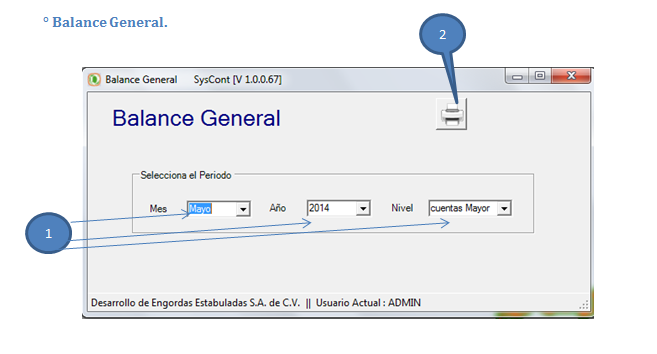 ° Balance General.
2
Balance General SysCont [V 1.0.0.67]
Balance General
Selecciona el Periodo
Mes Mayo Año 2014 Nivel cuentas Mayor
1
Desarrollo de Engordas Estabuladas S.A. de C.V. || Usuario Actual : ADMIN